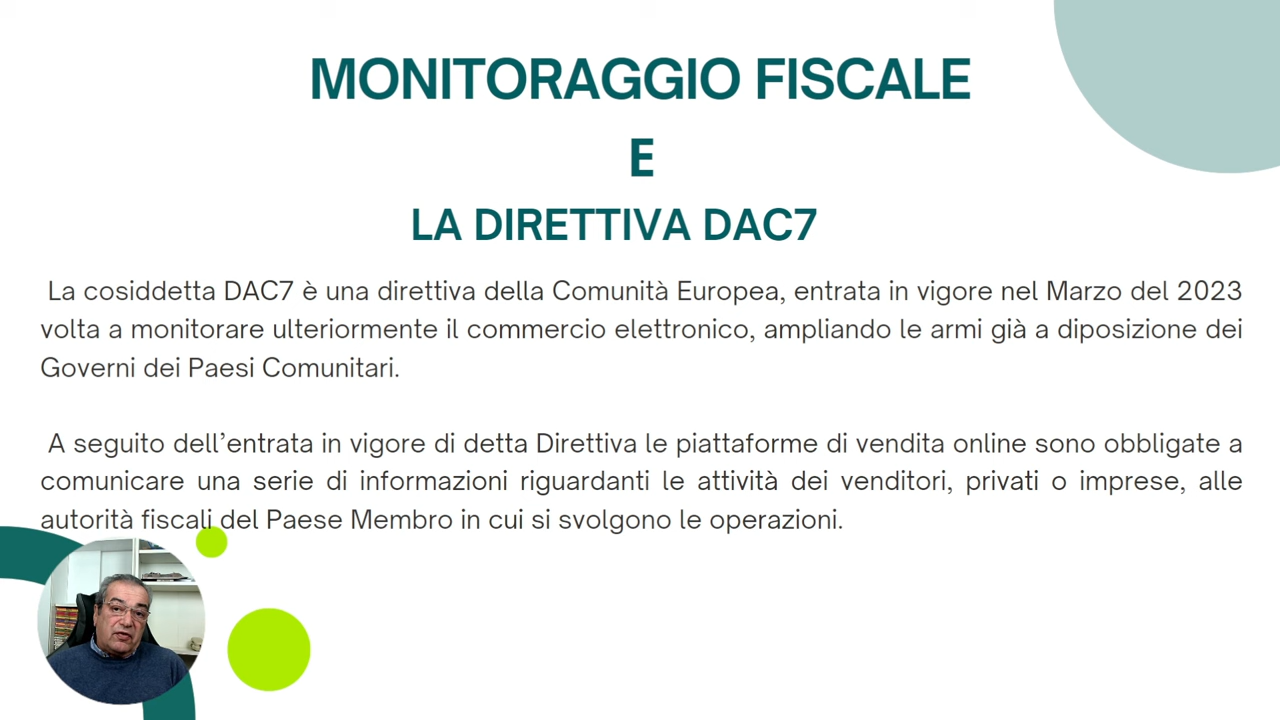 MONITORAGGIO FISCALE
E
LA DIRETTIVA DAC7
La cosiddetta DAC7 è una direttiva della Comunità Europea, entrata in vigore nel Marzo del 2023
volta a monitorare ulteriormente il commercio elettronico, ampliando le armi già a diposizione dei
Governi dei Paesi Comunitari.
A seguito dell’entrata in vigore di detta Direttiva le piattaforme di vendita online sono obbligate a
comunicare una serie di informazioni riguardanti le attività dei venditori, privati o imprese, alle
autorità fiscali del Paese Membro in cui si svolgono le operazioni.